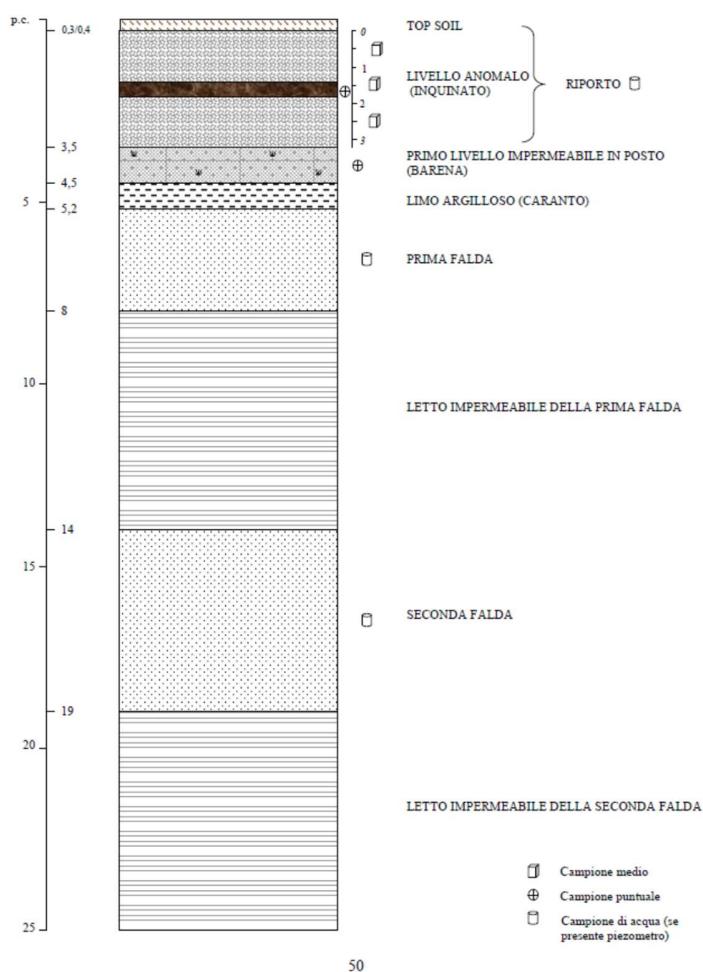 p.c.
0,3/0,4
0
TOP SOIL
1
LIVELLO ANOMALO
(INQUINATO)
RIPORTO
2
3
3,5
PRIMO LIVELLO IMPERMEABILE IN POSTO
(BARENA)
4,5
5
5,2
LIMO ARGILLOSO (CARANTO)
PRIMA FALDA
8
10
LETTO IMPERMEABILE DELLA PRIMA FALDA
14
15
SECONDA FALDA
19
20
LETTO IMPERMEABILE DELLA SECONDA FALDA
Campione medio
Campione puntuale
Campione di acqua (se
presente piezometro)
25
50